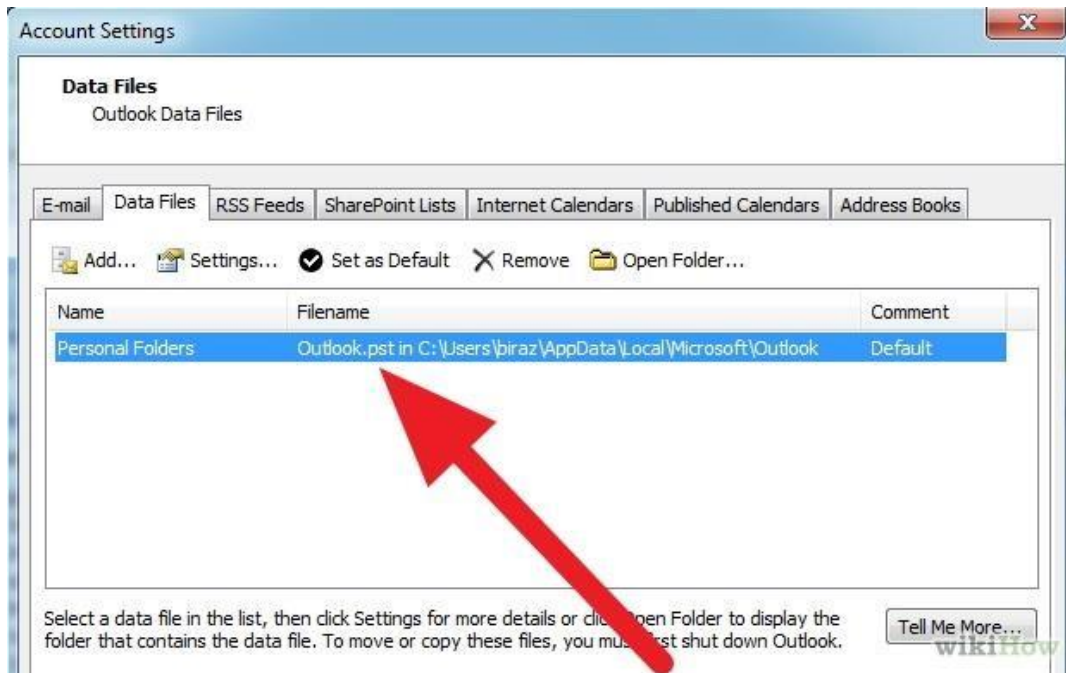 Account Settings
Data Files
Outlook Data Files
E-mail Data Files RSS Feeds SharePoint Lists Internet Calendars Published Calendars Address Books
Add... Settings... Set as Default Remove Open Folder...
Name Filename Comment
Personal Folders Outlook.pst in C:\Users\biraz\AppData\Local\Microsoft\Outlook Default
Select a data file in the list, then click Settings for more details or click Open Folder to display the
folder that contains the data file. To move or copy these files, you must first shut down Outlook.
Tell Me More...
wikiHow